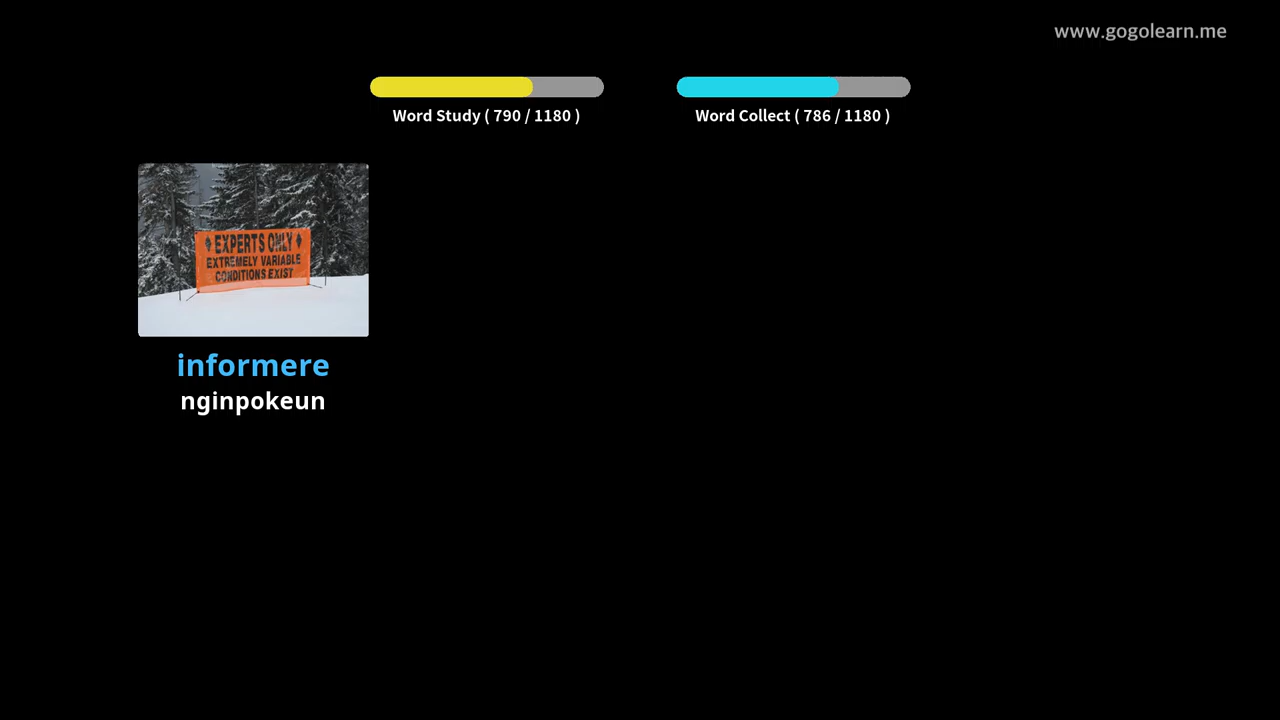 www.gogolearn.me
Word Study ( 790 / 1180 )
Word Collect ( 786 / 1180 )
EXPERTS ONLY
EXTREMELY VARIABLE
CONDITIONS EXIST
informere
nginpokeun